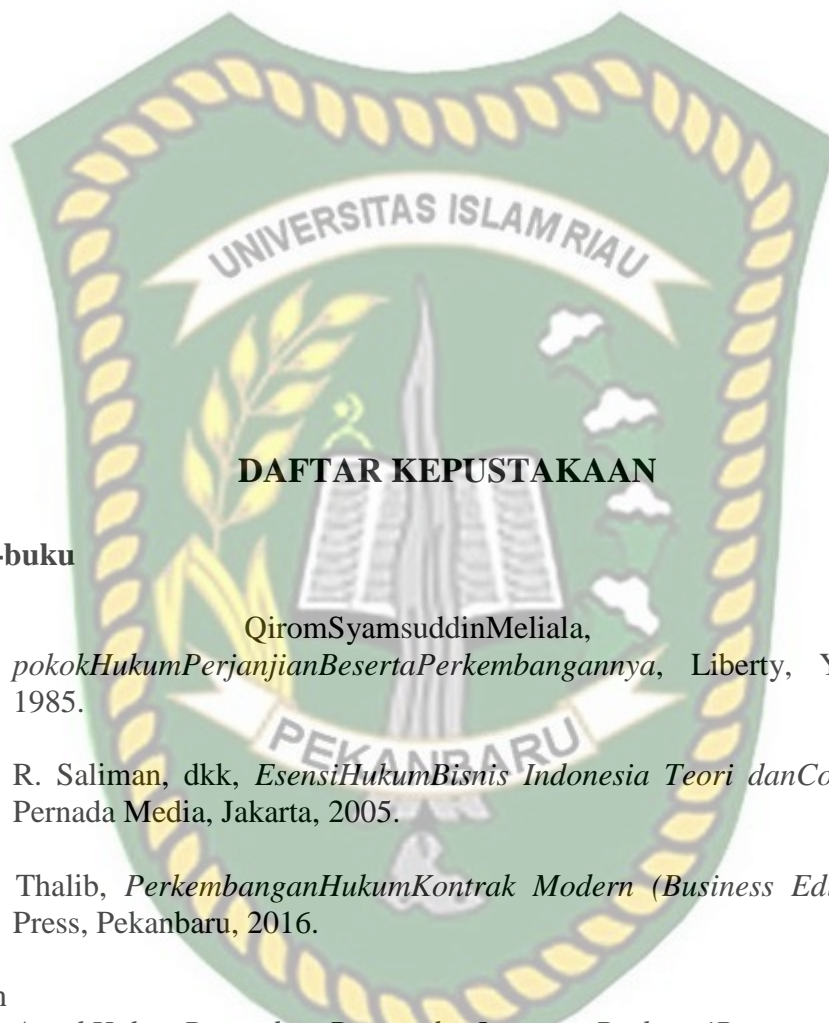 UNIVERSITAS ISLAM RIAU
DAFTAR KEPUSTAKAAN
-buku
QiromSyamsuddinMeliala,
pokokHukumPerjanjianBesertaPerkembangannya, Liberty, Y
1985.
PEKANBARU
R. Saliman, dkk, EsensiHukumBisnis Indonesia Teori danCo
Pernada Media, Jakarta, 2005.
Thalib, PerkembanganHukumKontrak Modern (Business Ed
Press, Pekanbaru, 2016.